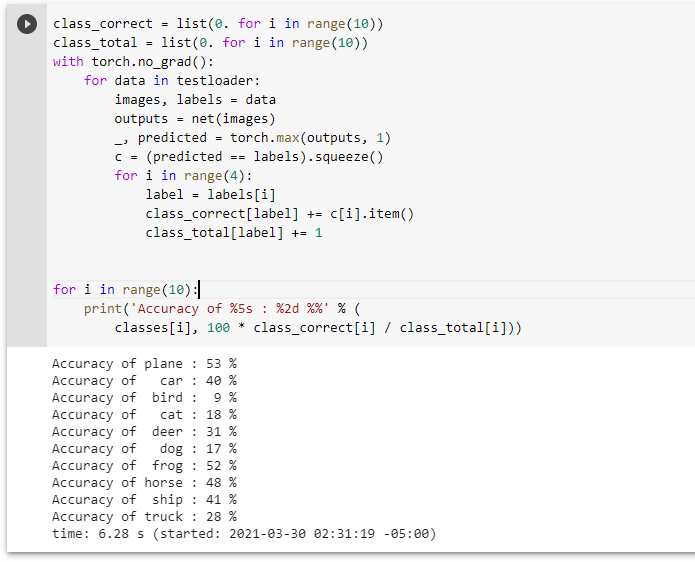 class_correct = list(0. for i in range(10))
class_total = list(0. for i in range(10))
with torch.no_grad():
    for data in testloader:
        images, labels = data
        outputs = net(images)
        _, predicted = torch.max(outputs, 1)
        c = (predicted == labels).squeeze()
        for i in range(4):
            label = labels[i]
            class_correct[label] += c[i].item()
            class_total[label] += 1
for i in range(10):
    print('Accuracy of %5s : %2d %%' % (
        classes[i], 100 * class_correct[i] / class_total[i]))
Accuracy of plane : 53 %
Accuracy of   car : 40 %
Accuracy of  bird :  9 %
Accuracy of   cat : 18 %
Accuracy of  deer : 31 %
Accuracy of   dog : 17 %
Accuracy of  frog : 52 %
Accuracy of horse : 48 %
Accuracy of  ship : 41 %
Accuracy of truck : 28 %
time: 6.28 s (started: 2021-03-30 02:31:19 -05:00)